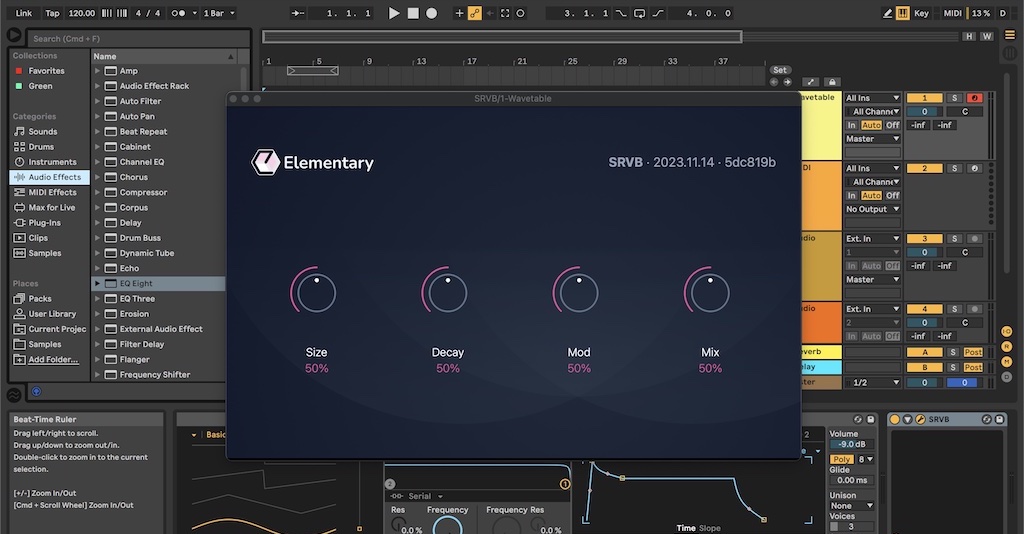 Link Tap 120.00 4 / 4 1 Bar 1. 1. 1 3. 1. 1 4. 0. 0 Key MIDI 13 % D
Search (Cmd + F)
H W
Collections
Favorites
Green
Categories
Sounds
Drums
Instruments
Audio Effects
MIDI Effects
Max for Live
Plug-Ins
Clips
Samples
Places
Packs
User Library
Current Projec
Samples
Add Folder...
Name
Amp
Audio Effect Rack
Auto Filter
Auto Pan
Beat Repeat
Cabinet
Channel EQ
Chorus
Compressor
Corpus
Delay
Drum Buss
Dynamic Tube
Echo
EQ Eight
EQ Three
Erosion
External Audio Effect
Filter Delay
Flanger
Frequency Shifter
1 5 9 13 17 21 25 29 33 37
Set
SRVB/1-Wavetable
Elementary
SRVB · 2023.11.14 · 5dc819b
Size Decay Mod Mix
50% 50% 50% 50%
avetable All Ins 1 S
All Channe 0 C
In Auto Off -inf -inf
Master
DI All Ins 2 S
All Channe
In Auto Off
No Output
udio Ext. In 3 S
1 0 C
In Auto Off -inf -inf
Master
udio Ext. In 4 S
2 0 C
In Auto Off -inf -inf
verb A S Post
elay B S Post
ster 1/2 0 0
I-O
R
M
D
Beat-Time Ruler
Drag left/right to scroll.
Drag up/down to zoom out/in.
Double-click to zoom in to the current
selection.
[+/-] Zoom In/Out
[Cmd + Scroll Wheel] Zoom In/Out
Basic
2 1
Serial
Res Frequency Frequency Res
0.0 % 0.0 %
2
Time Slope
Volume
-9.0 dB
Poly 8
Glide
0.00 ms
Unison
None
Voices
3
SRVB